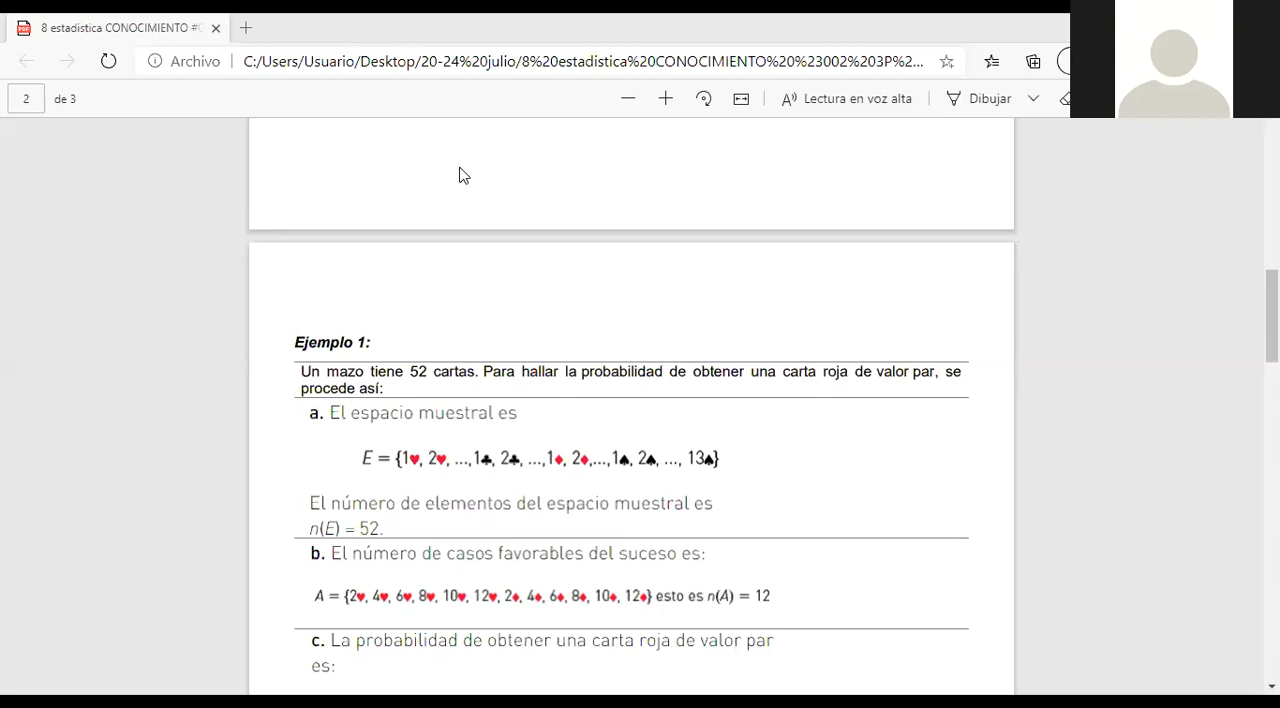 8 estadistica CONOCIMIENTO #0
Archivo C:/Users/Usuario/Desktop/20-24%20julio/8%20estadistica%20CONOCIMIENTO%20%23002%203P%2...
2 de 3 Lectura en voz alta Dibujar
Ejemplo 1:
Un mazo tiene 52 cartas. Para hallar la probabilidad de obtener una carta roja de valor par, se
procede así:
a. El espacio muestral es
E = {1♥, 2♥, ...,1♣, 2♣, ...,1♦, 2♦,...,1♠, 2♠, ..., 13♠}
El número de elementos del espacio muestral es
n(E) = 52.
b. El número de casos favorables del suceso es:
A = {2♥, 4♥, 6♥, 8♥, 10♥, 12♥, 2♦, 4♦, 6♦, 8♦, 10♦, 12♦} esto es n(A) = 12
c. La probabilidad de obtener una carta roja de valor par
es: